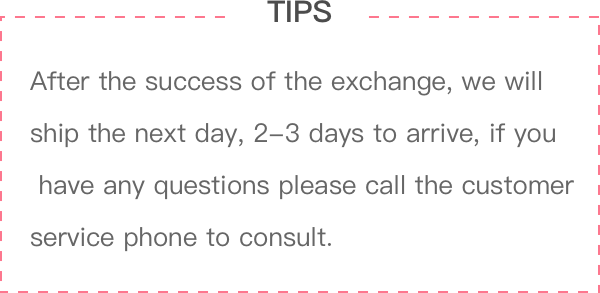 TIPS
After the success of the exchange, we will
ship the next day, 2–3 days to arrive, if you
have any questions please call the customer
service phone to consult.